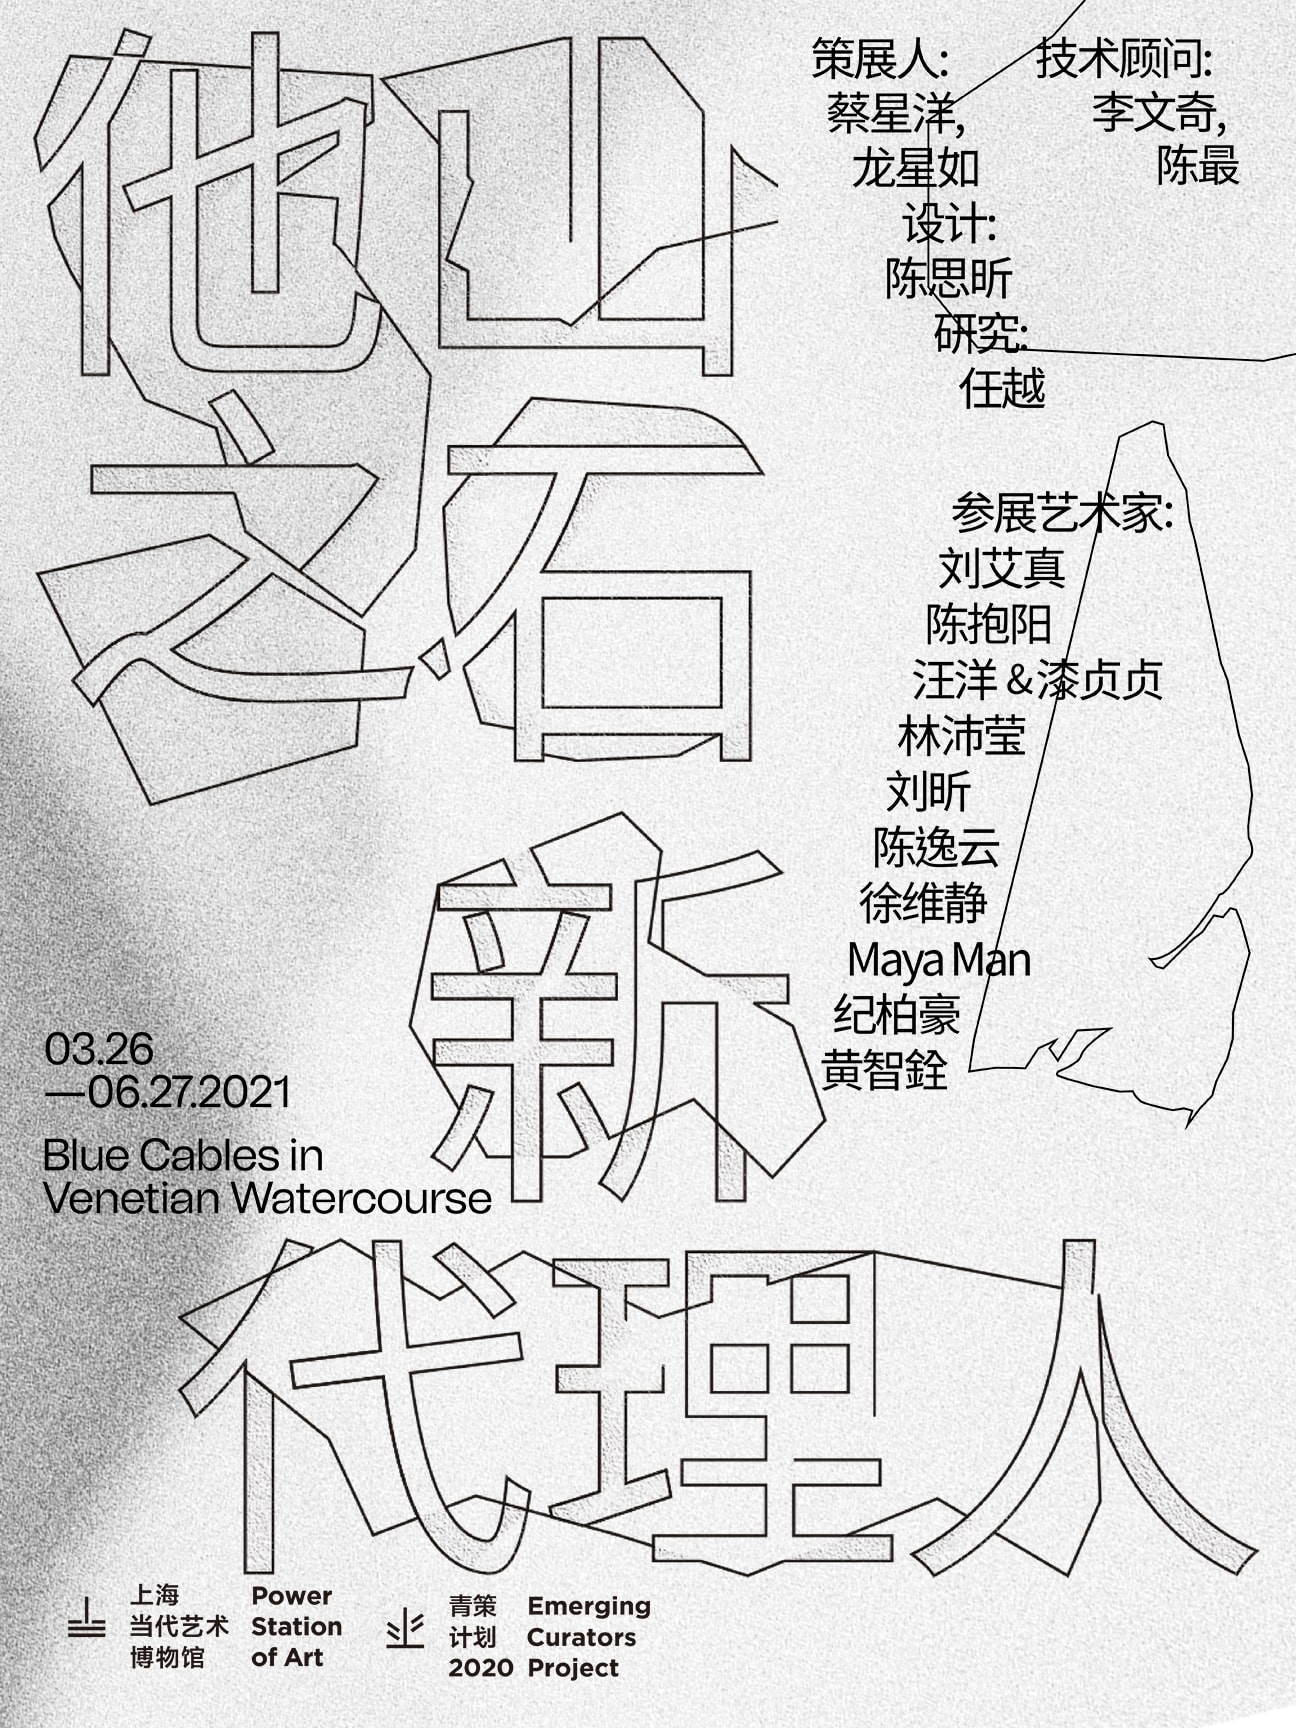 他山
之石
新
代理人
策展人:
蔡星洋,
龙星如
设计:
陈思昕
研究:
任越
技术顾问:
李文奇,
陈最
参展艺术家:
刘艾真
陈抱阳
汪洋 & 漆贞贞
林沛莹
刘昕
陈逸云
徐维静
Maya Man
纪柏豪
黄智銓
03.26
—06.27.2021
Blue Cables in
Venetian Watercourse
上海
当代艺术
博物馆
Power
Station
of Art
青策
计划
2020
Emerging
Curators
Project